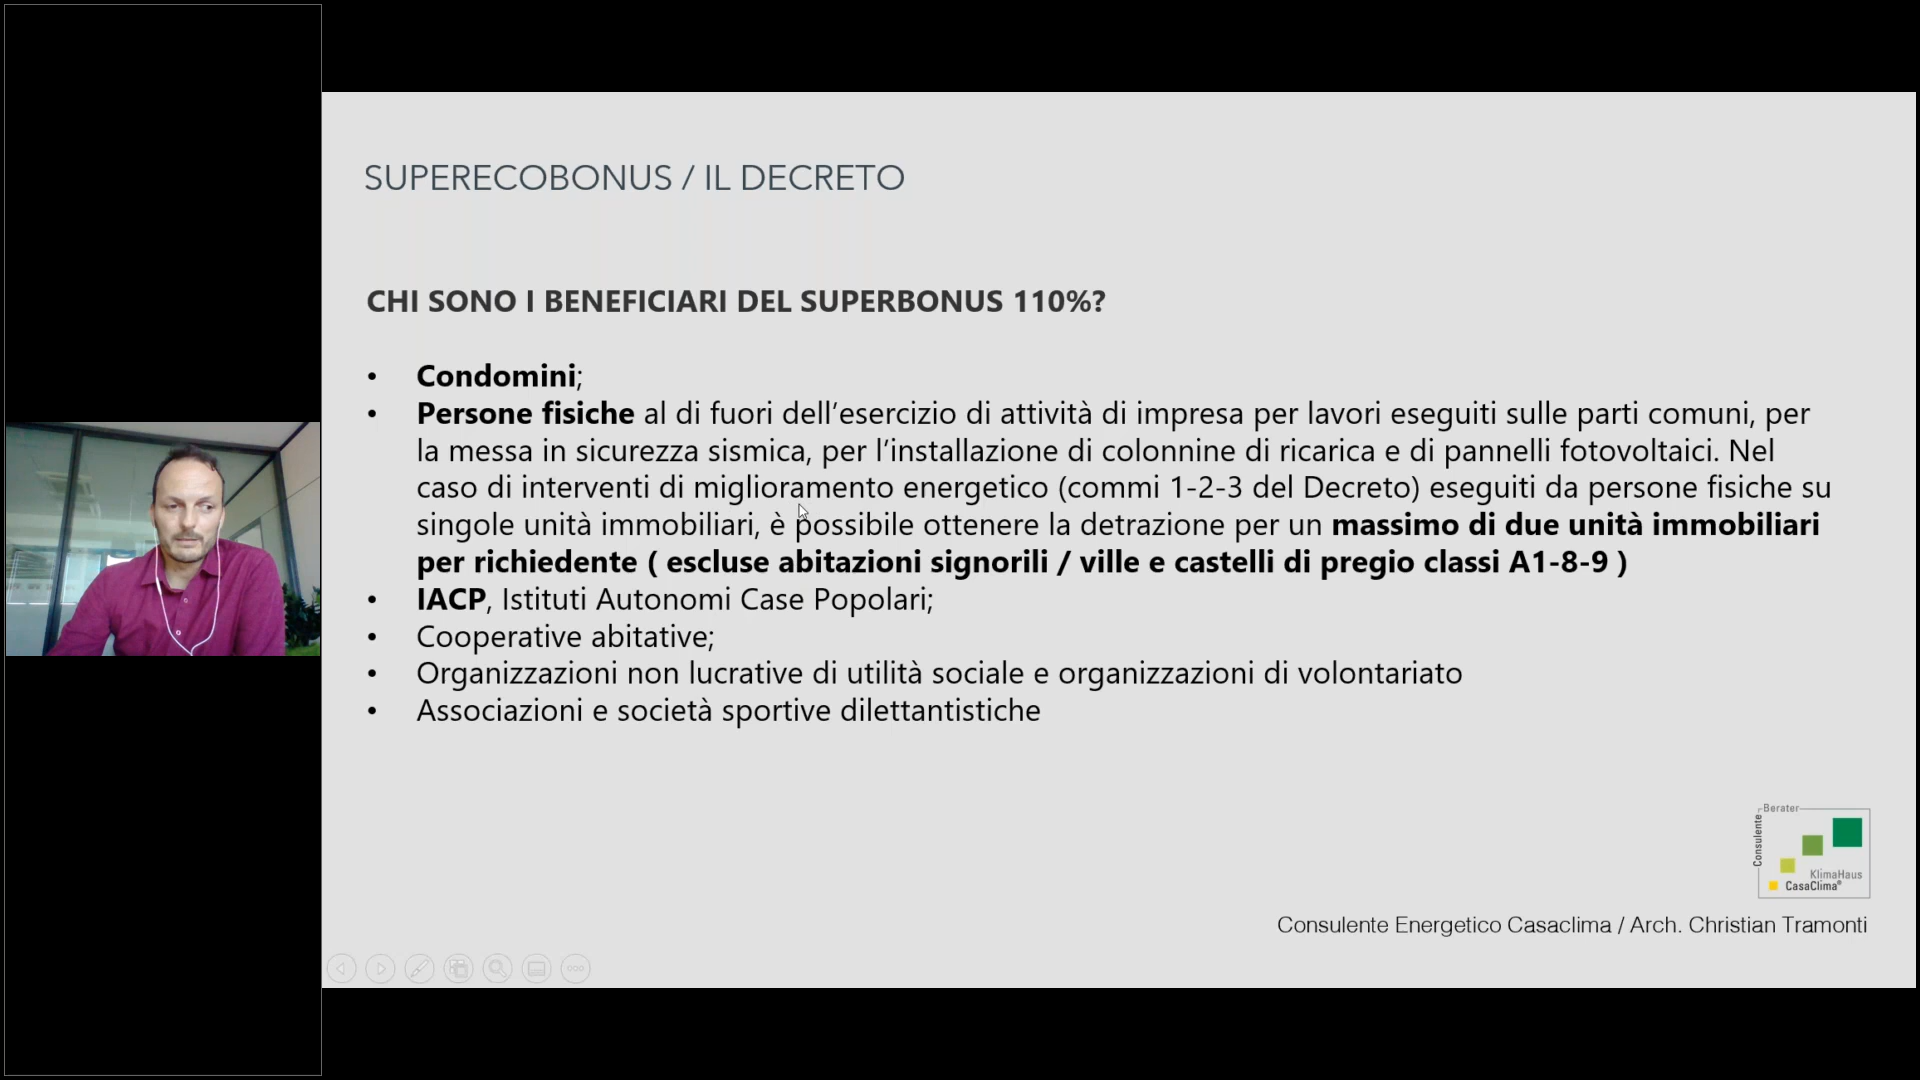 SUPERECOBONUS / IL DECRETO
CHI SONO I BENEFICIARI DEL SUPERBONUS 110%?
• Condomini;
• Persone fisiche al di fuori dell’esercizio di attività di impresa per lavori eseguiti sulle parti comuni, per
la messa in sicurezza sismica, per l’installazione di colonnine di ricarica e di pannelli fotovoltaici. Nel
caso di interventi di miglioramento energetico (commi 1-2-3 del Decreto) eseguiti da persone fisiche su
singole unità immobiliari, è possibile ottenere la detrazione per un massimo di due unità immobiliari
per richiedente ( escluse abitazioni signorili / ville e castelli di pregio classi A1-8-9 )
• IACP, Istituti Autonomi Case Popolari;
• Cooperative abitative;
• Organizzazioni non lucrative di utilità sociale e organizzazioni di volontariato
• Associazioni e società sportive dilettantistiche
Berater
Consulente
KlimaHaus
CasaClima®
Consulente Energetico Casaclima / Arch. Christian Tramonti